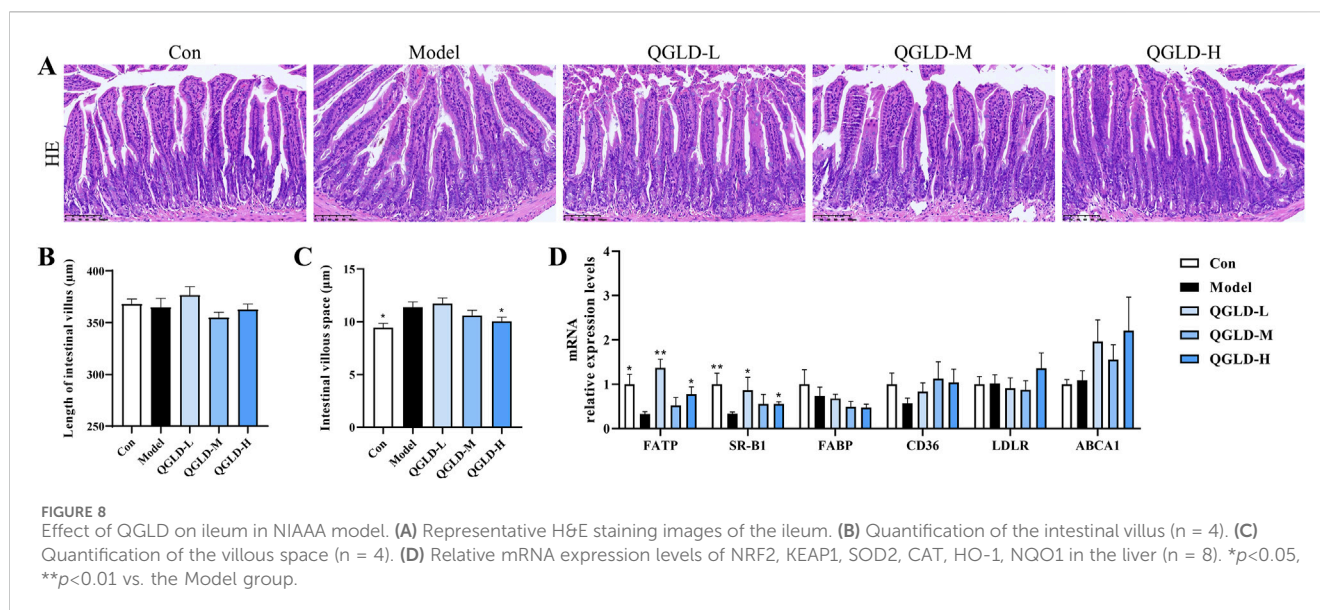 Con Model QGLD-L QGLD-M QGLD-H
A
HE
B
Length of intestinal villus (μm)
400
350
300
250
Con Model QGLD-L QGLD-M QGLD-H
C
Intestinal villous space (μm)
15
10
5
0
* *
Con Model QGLD-L QGLD-M QGLD-H
D
mRNA
relative expression levels
4
3
2
1
0
* ** * ** * *
FATP SR-B1 FABP CD36 LDLR ABCA1
Con
Model
QGLD-L
QGLD-M
QGLD-H
FIGURE 8
Effect of QGLD on ileum in NIAAA model. (A) Representative H&E staining images of the ileum. (B) Quantification of the intestinal villus (n = 4). (C)
Quantification of the villous space (n = 4). (D) Relative mRNA expression levels of NRF2, KEAP1, SOD2, CAT, HO-1, NQO1 in the liver (n = 8). *p<0.05,
**p<0.01 vs. the Model group.